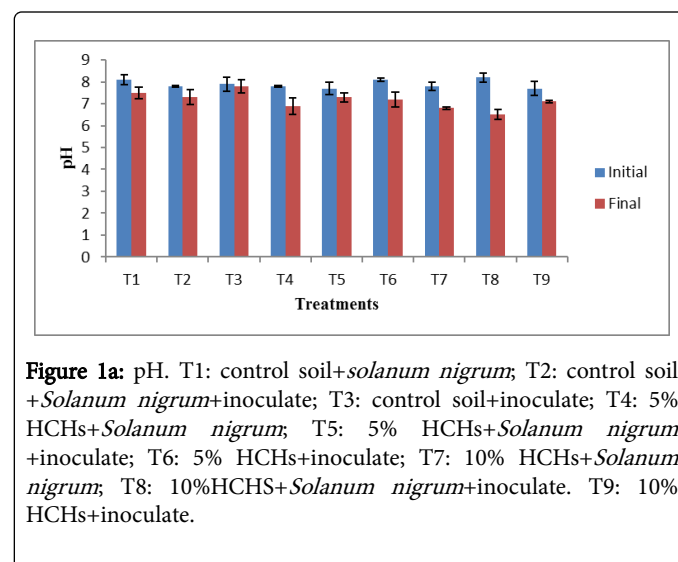 9
8
7
6
5
4
3
2
1
0
pH
T1 T2 T3 T4 T5 T6 T7 T8 T9
Treatments
Initial
Final
Figure 1a: pH. T1: control soil+solanum nigrum; T2: control soil
+Solanum nigrum+inoculate; T3: control soil+inoculate; T4: 5%
HCHs+Solanum nigrum; T5: 5% HCHs+Solanum nigrum
+inoculate; T6: 5% HCHs+inoculate; T7: 10% HCHs+Solanum
nigrum; T8: 10%HCHS+Solanum nigrum+inoculate. T9: 10%
HCHs+inoculate.